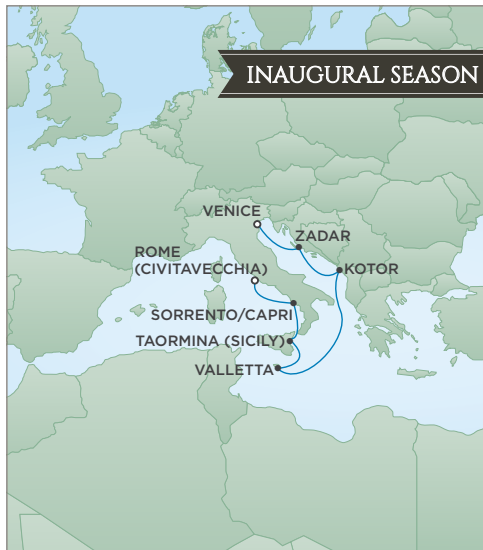 INAUGURAL SEASON
VENICE
ZADAR
ROME
(CIVITAVECCHIA)
KOTOR
SORRENTO/CAPRI
TAORMINA (SICILY)
VALLETTA